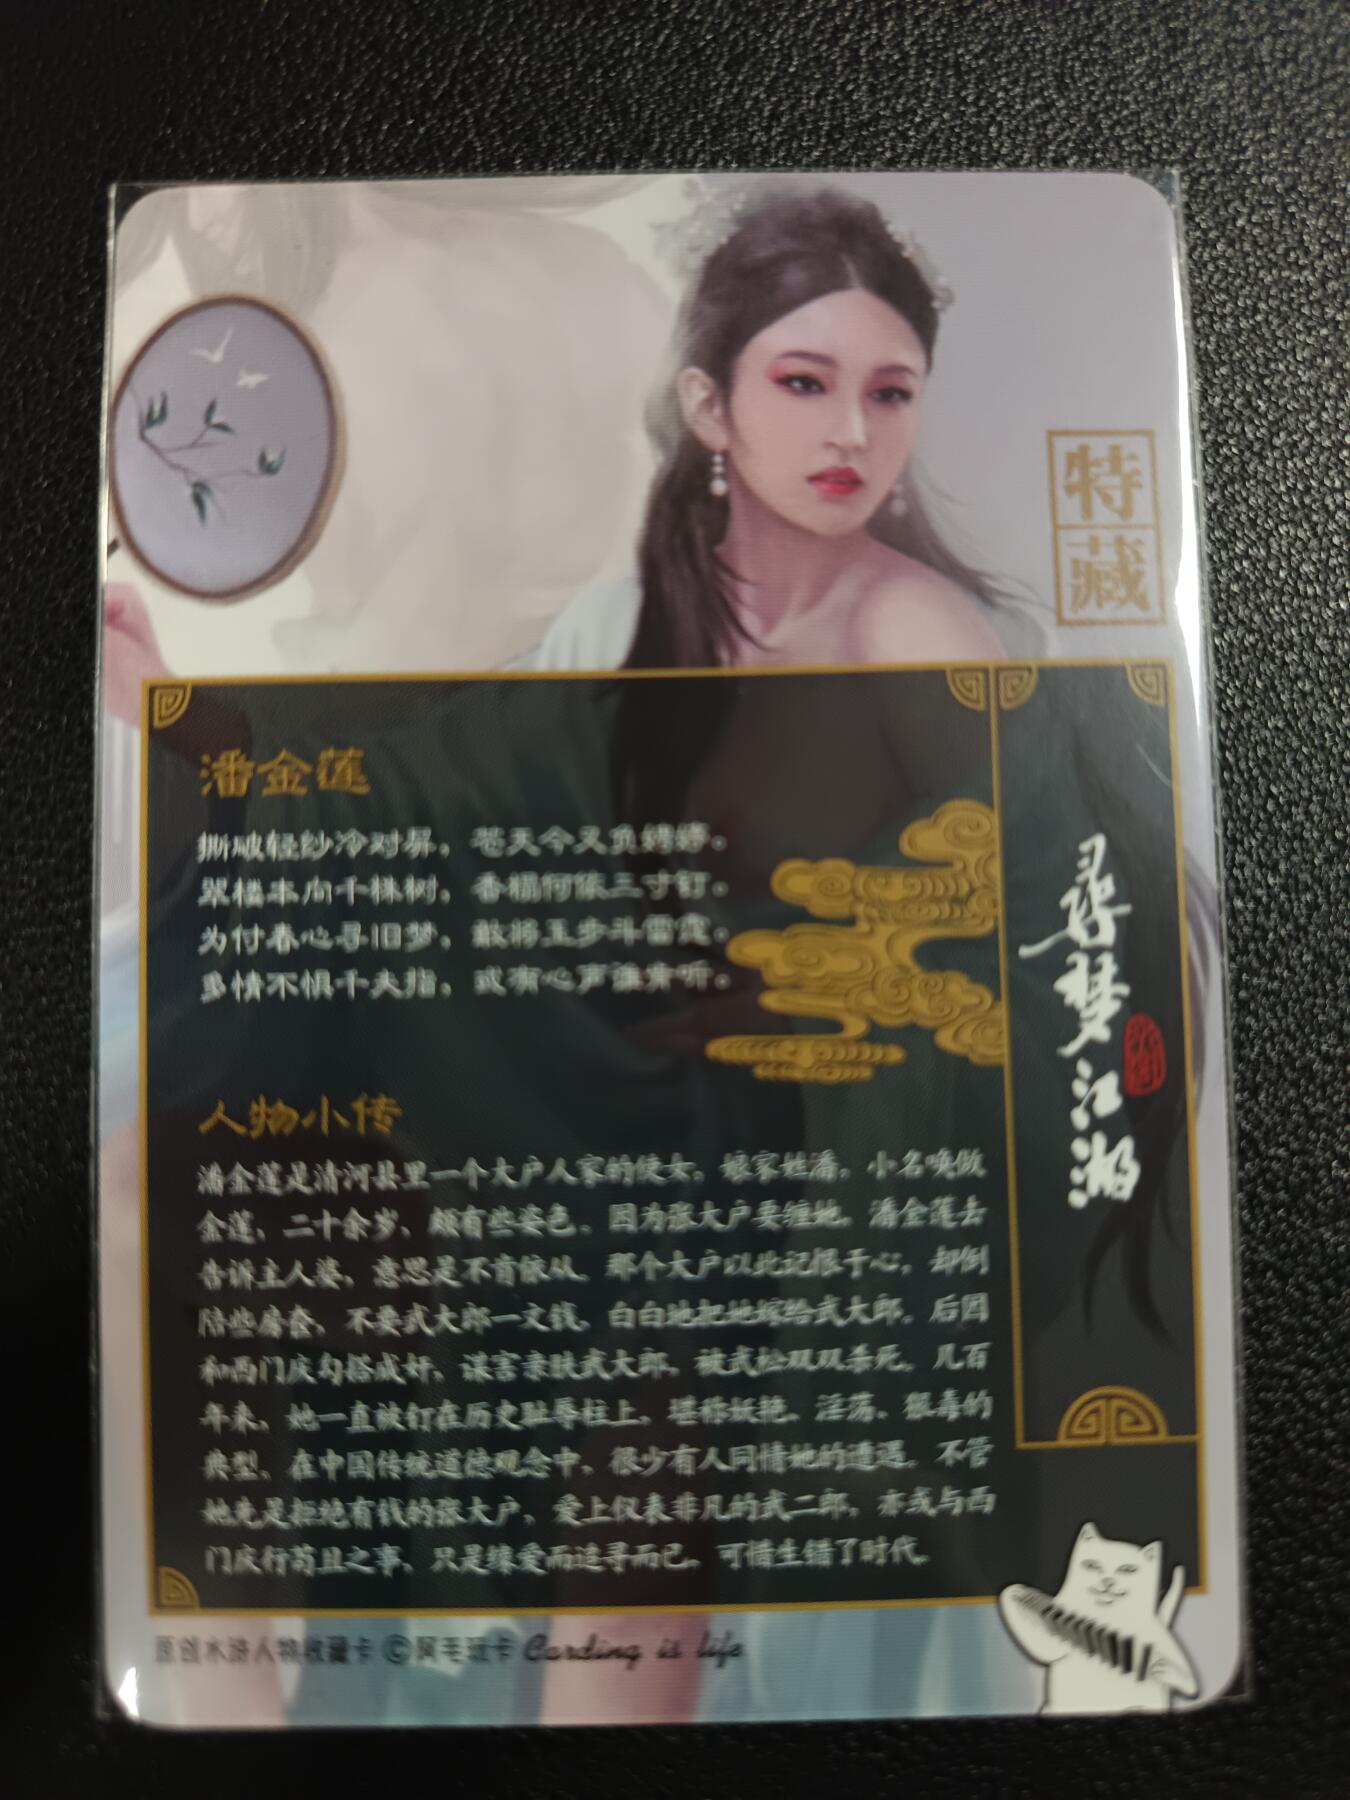 特藏
潘金莲
撕破轻纱冷对屏，苍天今又负娉婷。
翠楼本向千株树，香榻何依三寸钉。
为付春心寻旧梦，敢将玉步斗雷霆。
多情不惧千夫指，或有心声谁肯听。
寻梦江湖
人物小传
潘金莲是清河县里一个大户人家的使女，娘家姓潘，小名唤做
金莲，二十余岁，颇有些姿色。因为张大户要缠她，潘金莲去
告诉主人婆，意思是不肯依从。那个大户以此记恨于心，却倒
陪些房奁，不要武大郎一文钱，白白地把她嫁给武大郎。后因
和西门庆勾搭成奸，谋害亲夫武大郎，被武松双双杀死。几百
年来，她一直被钉在历史耻辱柱上，堪称妖艳、淫荡、狠毒的
典型，在中国传统道德观念中，很少有人同情她的遭遇。不管
她先是拒绝有钱的张大户，爱上仪表非凡的武二郎，亦或与西
门庆行苟且之事，只是缘爱而追寻而已。可惜生错了时代。
原创水浒人物收藏卡 ©阿毛玩卡 Carding is life